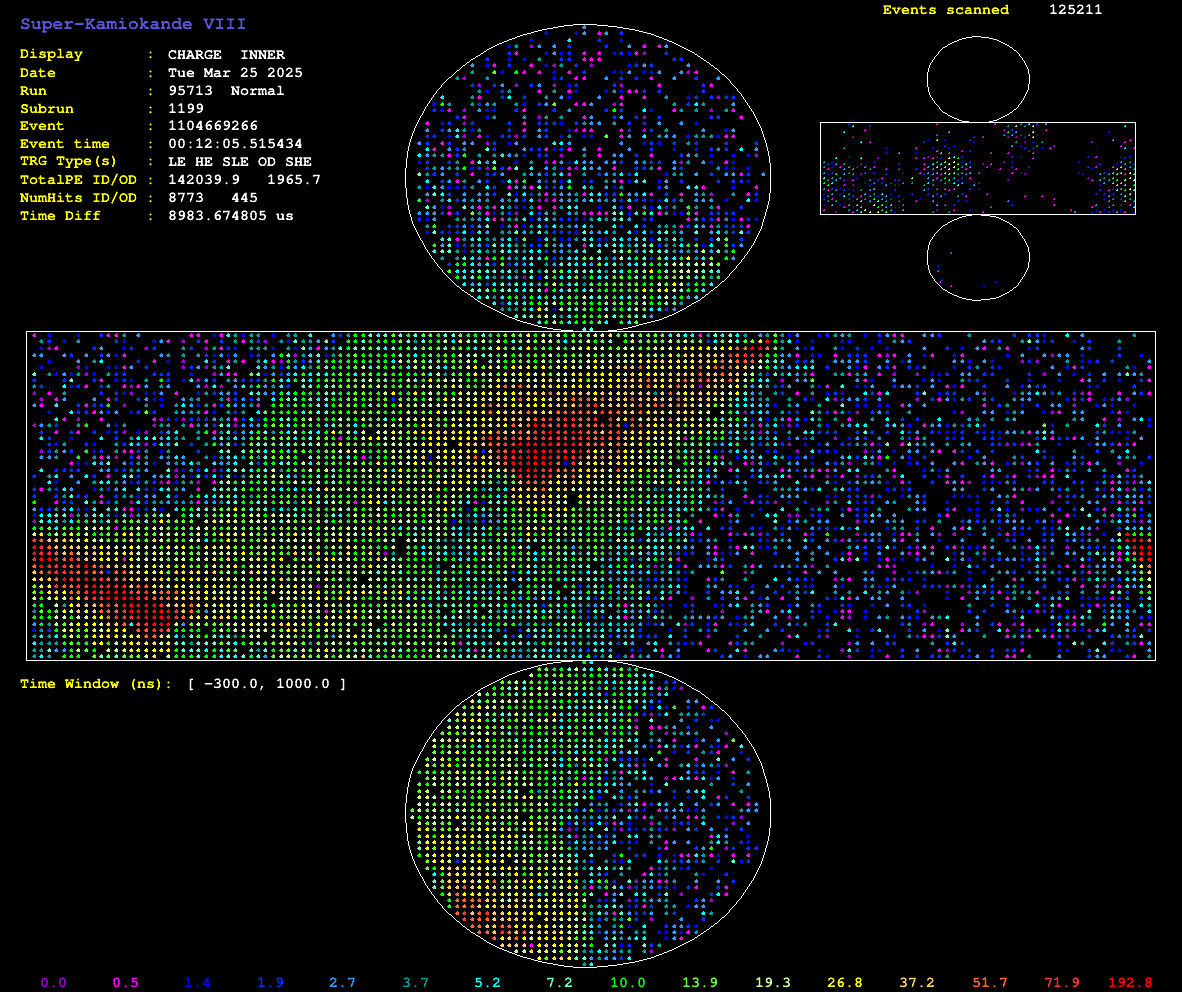 Super-Kamiokande VIII
Events scanned 125211
Display : CHARGE INNER
Date : Tue Mar 25 2025
Run : 95713 Normal
Subrun : 1199
Event : 1104669266
Event time : 00:12:05.515434
TRG Type(s) : LE HE SLE OD SHE
TotalPE ID/OD : 142039.9 1965.7
NumHits ID/OD : 8773 445
Time Diff : 8983.674805 us
Time Window (ns): [ −300.0, 1000.0 ]
0.0 0.5 1.4 1.9 2.7 3.7 5.2 7.2 10.0 13.9 19.3 26.8 37.2 51.7 71.9 192.8